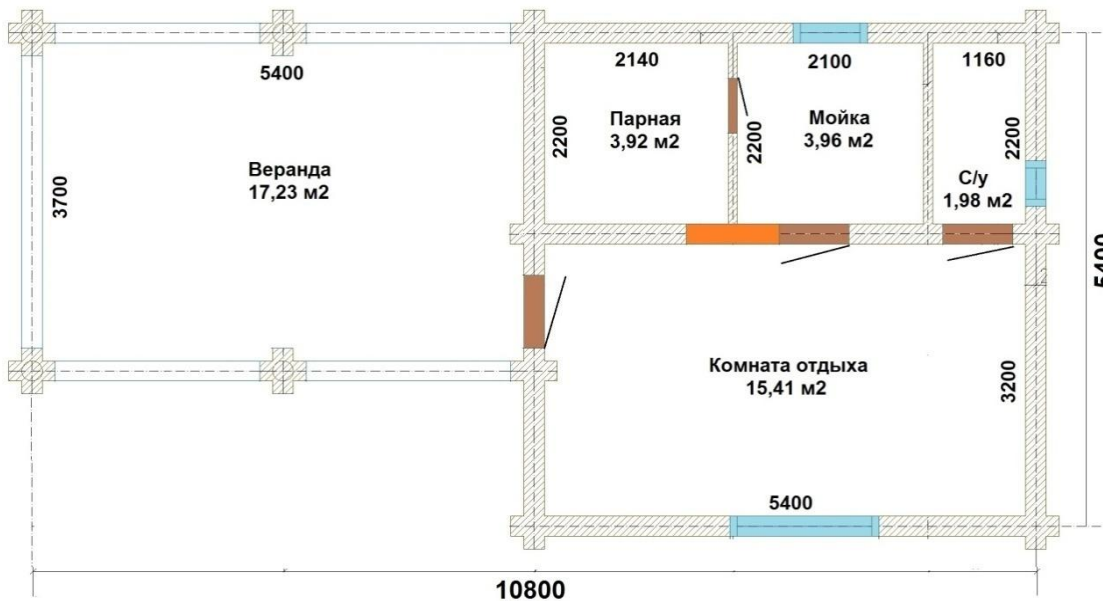 5400
2140
2100
1160
Парная
3,92 м2
Мойка
3,96 м2
2200
2200
2200
Веранда
17,23 м2
С/у
1,98 м2
3700
5400
Комната отдыха
15,41 м2
3200
5400
10800